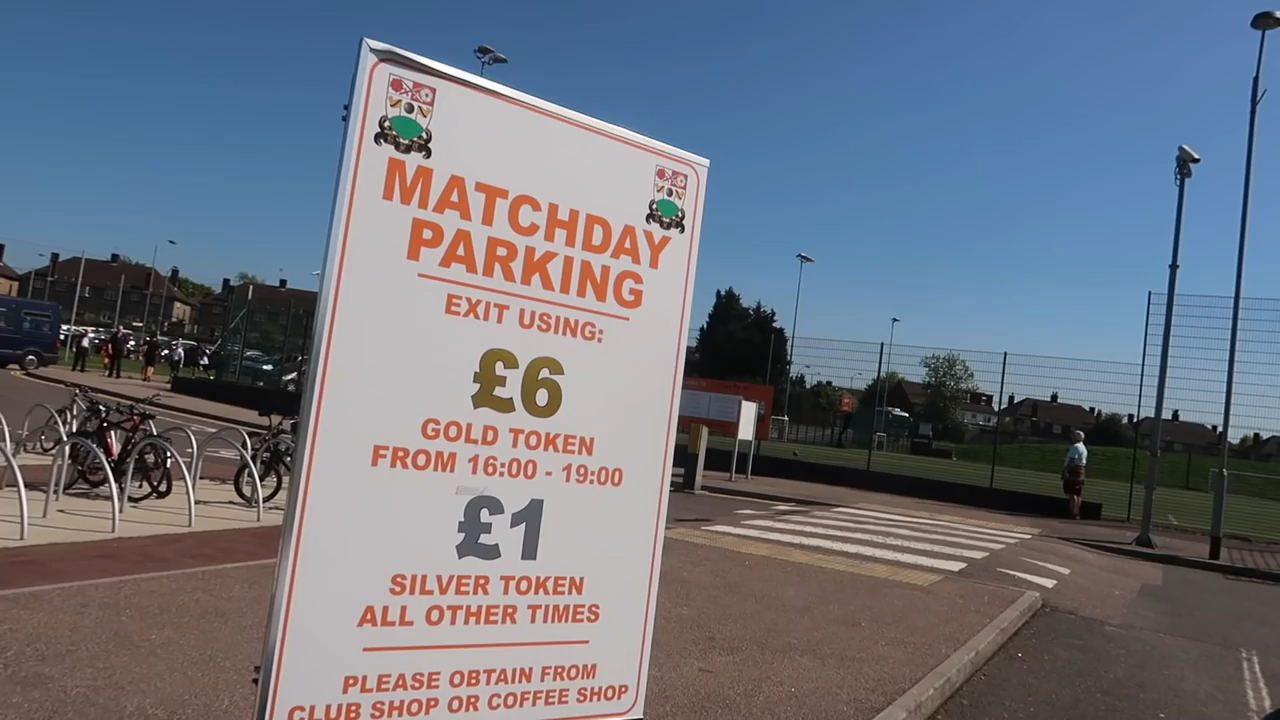 MATCHDAY
PARKING
EXIT USING:
£6
GOLD TOKEN
FROM 16:00 - 19:00
£1
SILVER TOKEN
ALL OTHER TIMES
PLEASE OBTAIN FROM
CLUB SHOP OR COFFEE SHOP